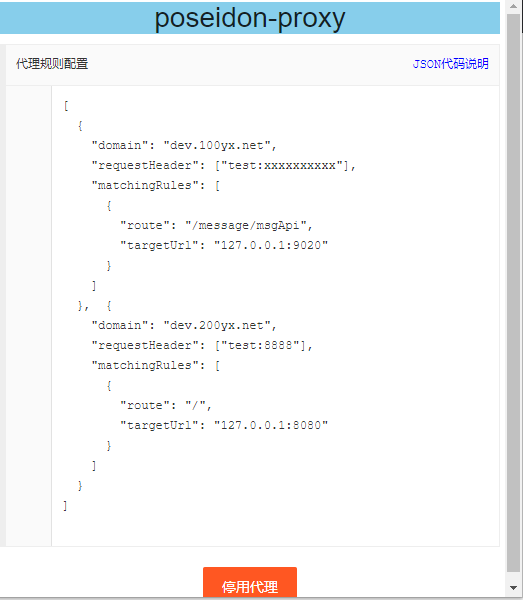 poseidon-proxy
代理规则配置 JSON代码说明
[
  {
    "domain": "dev.100yx.net",
    "requestHeader": ["test:xxxxxxxxxx"],
    "matchingRules": [
      {
        "route": "/message/msgApi",
        "targetUrl": "127.0.0.1:9020"
      }
    ]
  },  {
    "domain": "dev.200yx.net",
    "requestHeader": ["test:8888"],
    "matchingRules": [
      {
        "route": "/",
        "targetUrl": "127.0.0.1:8080"
      }
    ]
  }
]
停用代理